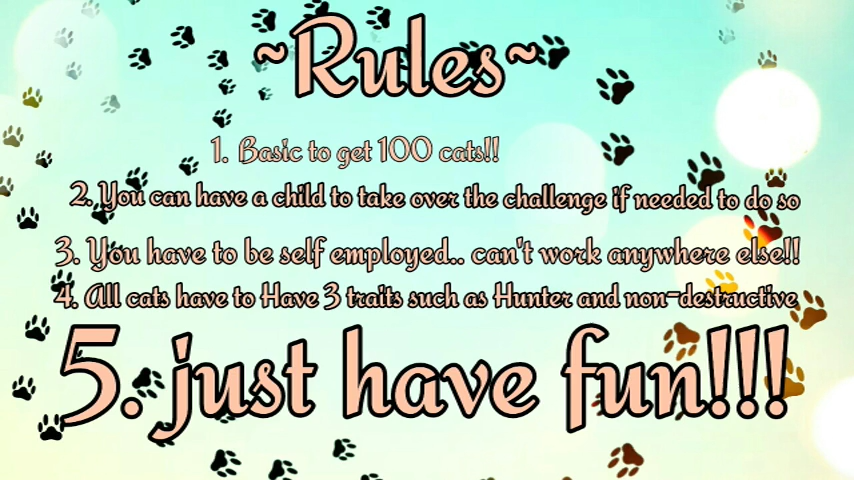 ~Rules~
1. Basic to get 100 cats!!
2. You can have a child to take over the challenge if needed to do so
3. You have to be self employed.. can't work anywhere else!!
4. All cats have to Have 3 traits such as Hunter and non-destructive
5. just have fun!!!